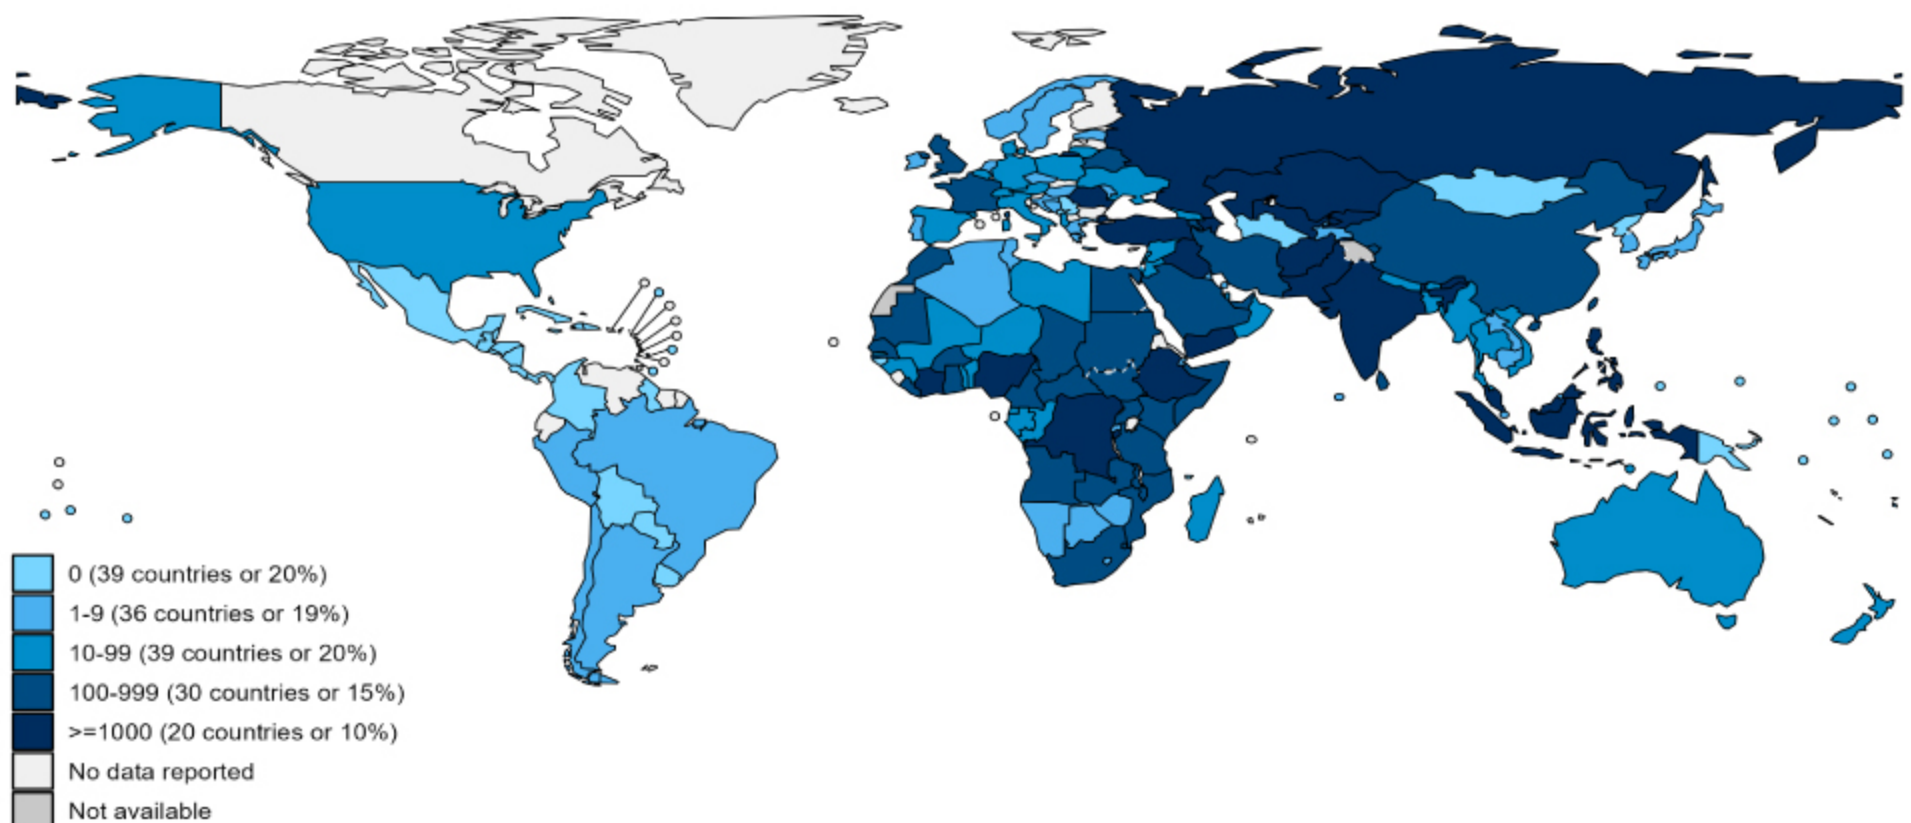 0 (39 countries or 20%)
1-9 (36 countries or 19%)
10-99 (39 countries or 20%)
100-999 (30 countries or 15%)
>=1000 (20 countries or 10%)
No data reported
Not available